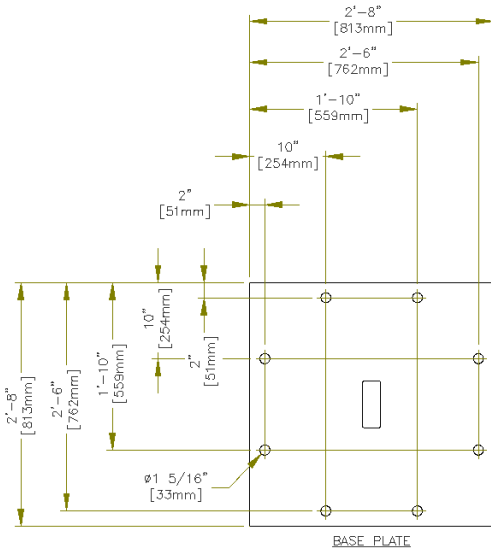 2'-8"
[813mm]
2'-6"
[762mm]
1'-10"
[559mm]
10"
[254mm]
2"
[51mm]
10"
[254mm]
2"
[51mm]
1'-10"
[559mm]
2'-6"
[762mm]
2'-8"
[813mm]
ø1 5/16"
[33mm]
BASE PLATE